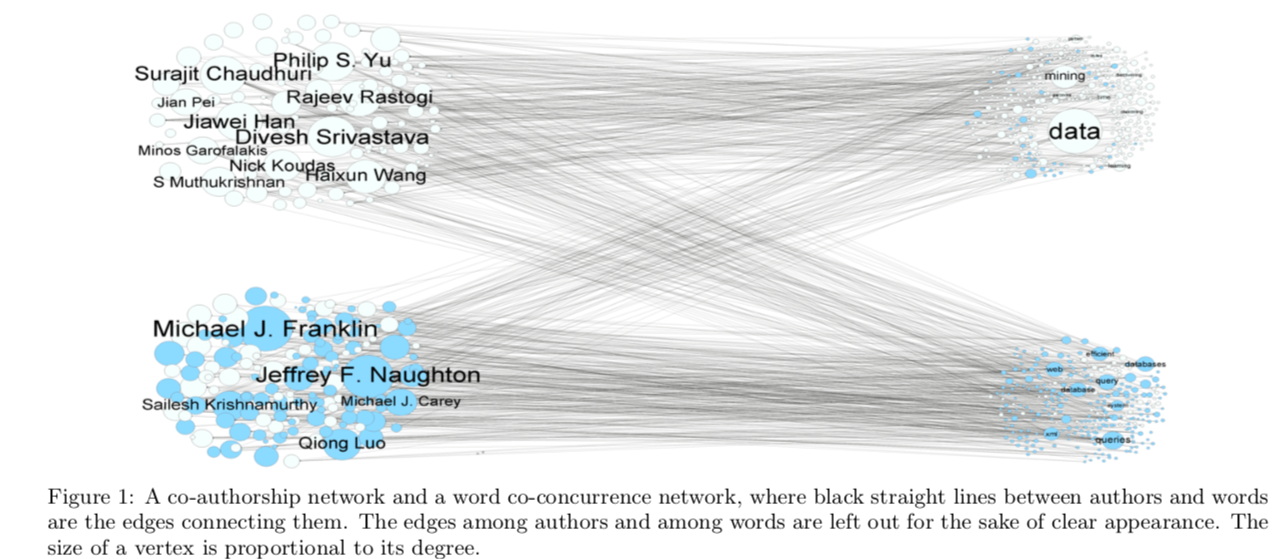 Philip S. Yu
Surajit Chaudhuri
Rajeev Rastogi
Jian Pei
Jiawei Han
Divesh Srivastava
Minos Garofalakis
Nick Koudas
Haixun Wang
S Muthukrishnan
mining
data
learning
Michael J. Franklin
Jeffrey F. Naughton
Sailesh Krishnamurthy
Michael J. Carey
Qiong Luo
efficient
databases
web
query
database
xml
queries
Figure 1: A co-authorship network and a word co-concurrence network, where black straight lines between authors and words
are the edges connecting them. The edges among authors and among words are left out for the sake of clear appearance. The
size of a vertex is proportional to its degree.